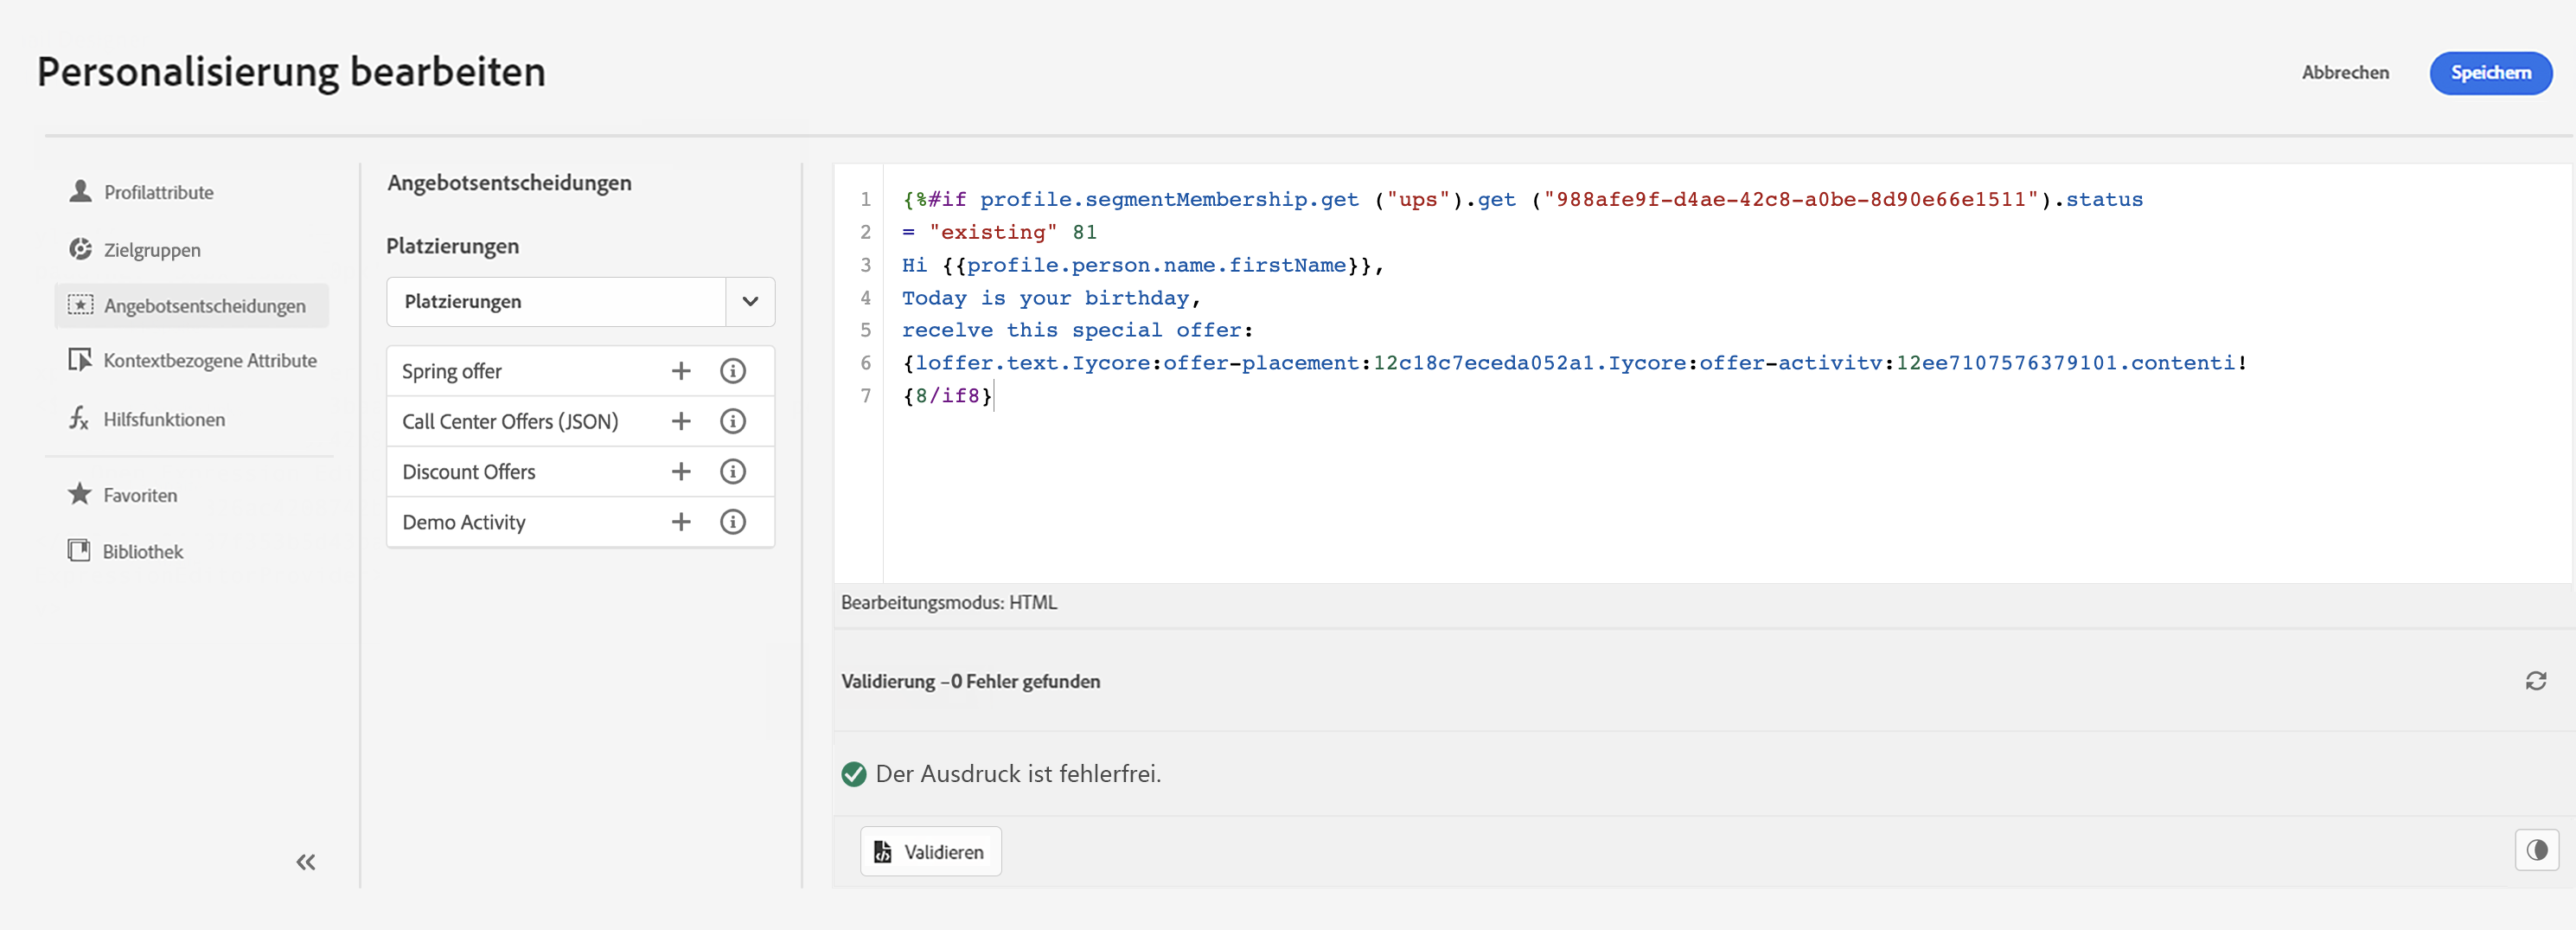 Personalisierung bearbeiten
Abbrechen
Speichern
Profilattribute
Zielgruppen
Angebotsentscheidungen
Kontextbezogene Attribute
Hilfsfunktionen
Favoriten
Bibliothek
Angebotsentscheidungen
Platzierungen
Platzierungen
Spring offer
Call Center Offers (JSON)
Discount Offers
Demo Activity
1 {%#if profile.segmentMembership.get ("ups").get ("988afe9f-d4ae-42c8-a0be-8d90e66e1511").status
2 = "existing" 81
3 Hi {{profile.person.name.firstName}},
4 Today is your birthday,
5 recelve this special offer:
6 {loffer.text.Iycore:offer-placement:12c18c7eceda052a1.Iycore:offer-activitv:12ee7107576379101.contenti!
7 {8/if8}
Bearbeitungsmodus: HTML
Validierung –0 Fehler gefunden
Der Ausdruck ist fehlerfrei.
Validieren